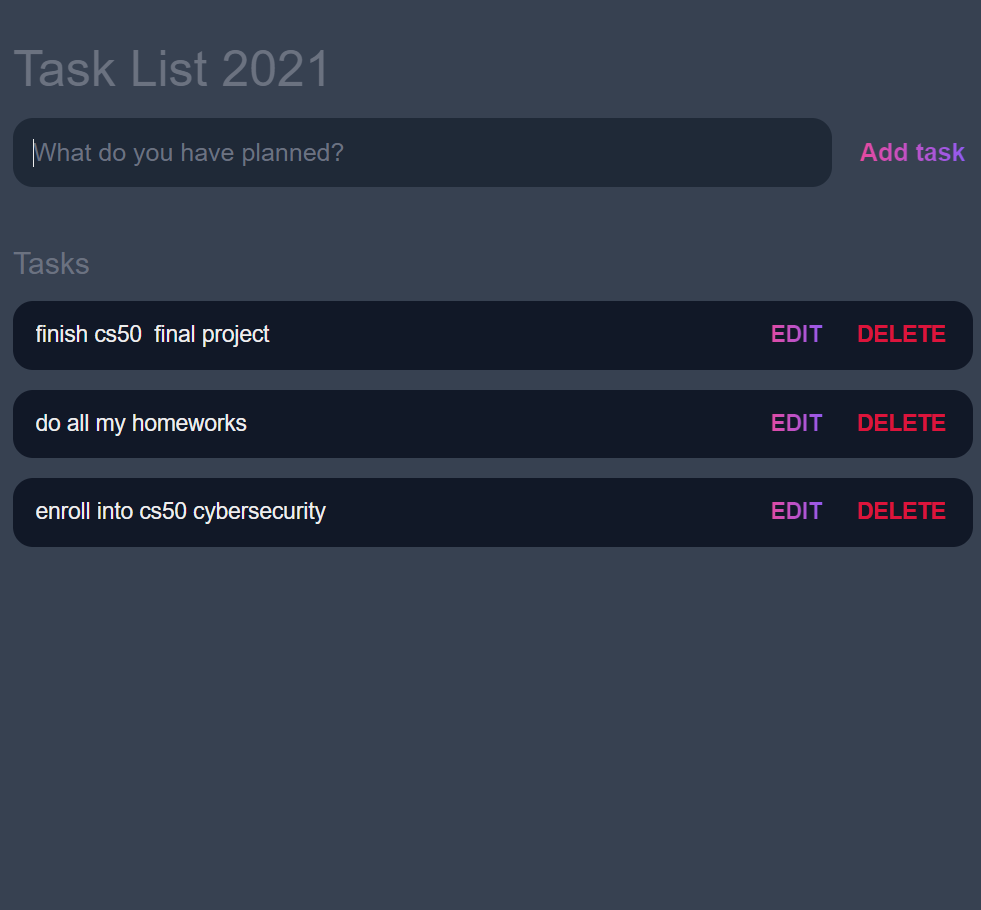 Task List 2021
What do you have planned? Add task
Tasks
finish cs50  final project EDIT DELETE
do all my homeworks EDIT DELETE
enroll into cs50 cybersecurity EDIT DELETE